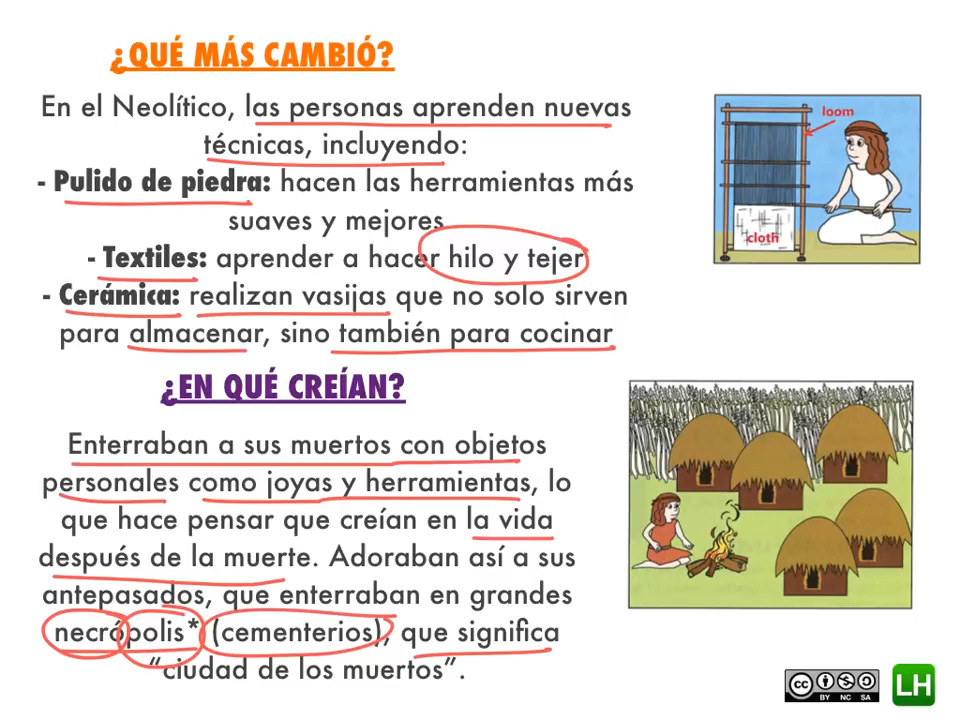 ¿QUÉ MÁS CAMBIÓ?
En el Neolítico, las personas aprenden nuevas
técnicas, incluyendo:
- Pulido de piedra: hacen las herramientas más
suaves y mejores
- Textiles: aprender a hacer hilo y tejer
- Cerámica: realizan vasijas que no solo sirven
para almacenar, sino también para cocinar
loom
cloth
¿EN QUÉ CREÍAN?
Enterraban a sus muertos con objetos
personales como joyas y herramientas, lo
que hace pensar que creían en la vida
después de la muerte. Adoraban así a sus
antepasados, que enterraban en grandes
necrópolis* (cementerios), que significa
“ciudad de los muertos”.
cc
BY NC SA
LH